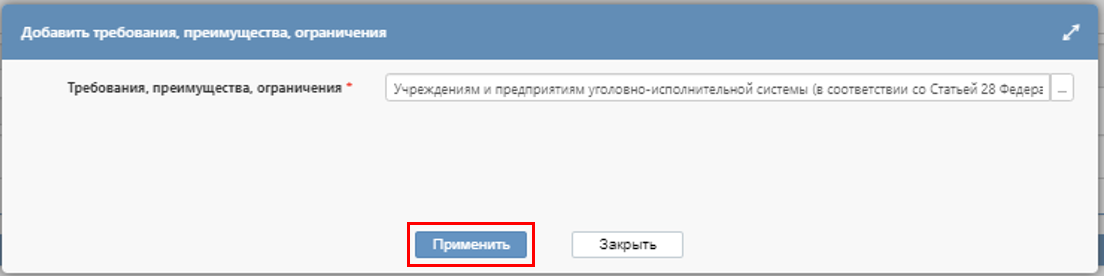 Добавить требования, преимущества, ограничения
Требования, преимущества, ограничения *
Учреждениям и предприятиям уголовно-исполнительной системы (в соответствии со Статьей 28 Федера
...
Применить
Закрыть